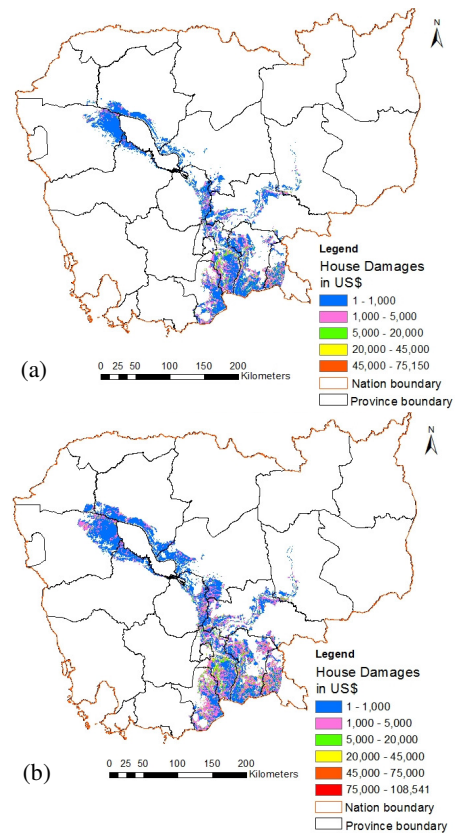 N
Legend
House Damages
in US$
1 - 1,000
1,000 - 5,000
5,000 - 20,000
20,000 - 45,000
45,000 - 75,150
Nation boundary
Province boundary
(a)
0 25 50 100 150 200
Kilometers
N
Legend
House Damages
in US$
1 - 1,000
1,000 - 5,000
5,000 - 20,000
20,000 - 45,000
45,000 - 75,000
75,000 - 108,541
Nation boundary
Province boundary
(b)
0 25 50 100 150 200
Kilometers